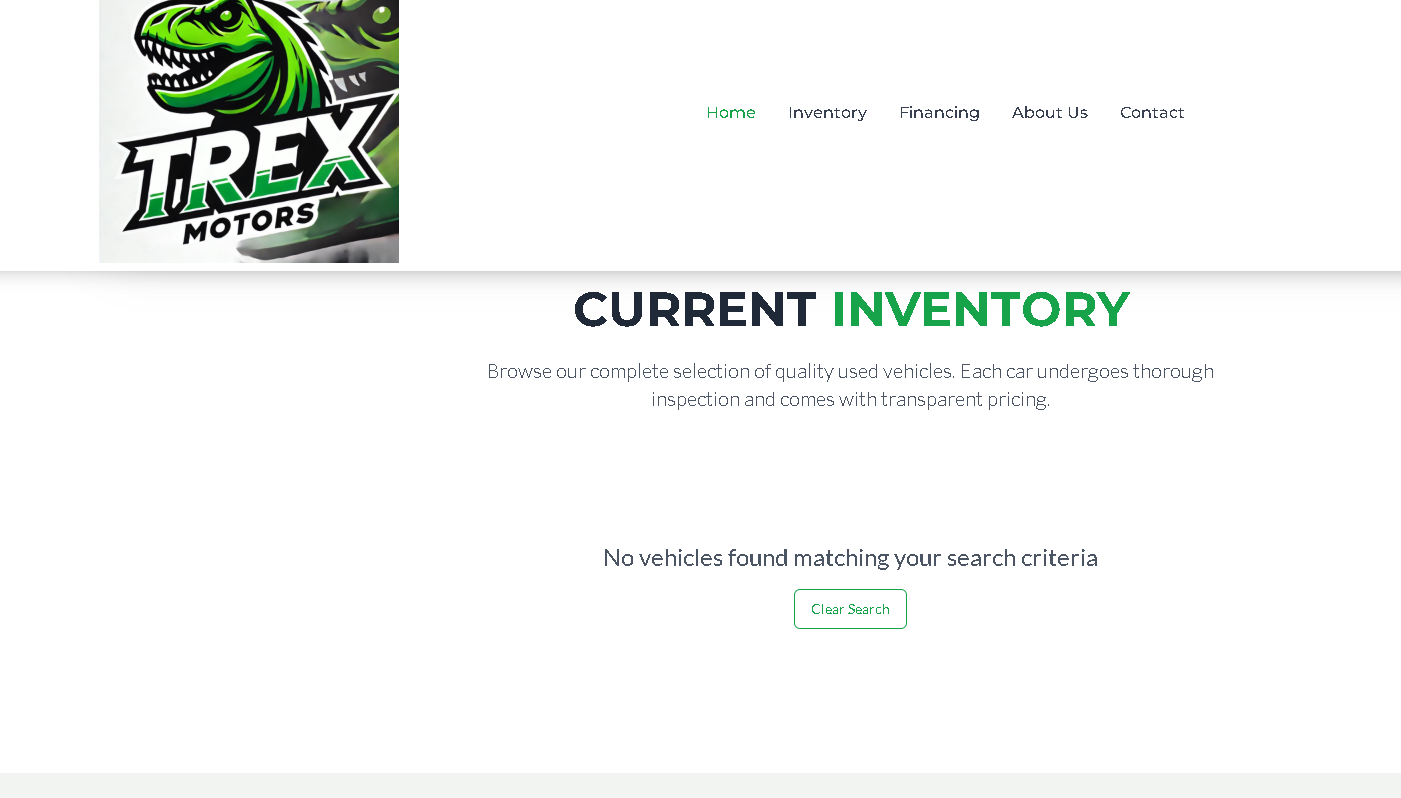 TREX
MOTORS
Home Inventory Financing About Us Contact
CURRENT INVENTORY
Browse our complete selection of quality used vehicles. Each car undergoes thorough
inspection and comes with transparent pricing.
No vehicles found matching your search criteria
Clear Search